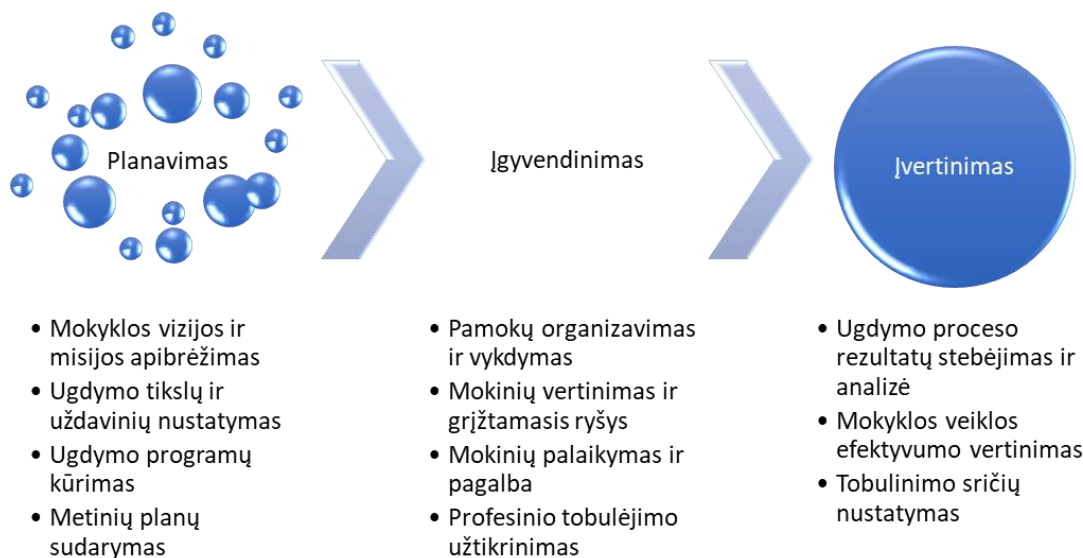 Planavimas
Įgyvendinimas
Įvertinimas
• Mokyklos vizijos ir
misijos apibrėžimas
• Ugdymo tikslų ir
uždavinių nustatymas
• Ugdymo programų
kūrimas
• Metinių planų
sudarymas
• Pamokų organizavimas
ir vykdymas
• Mokinių vertinimas ir
grįžtamasis ryšys
• Mokinių palaikymas ir
pagalba
• Profesinio tobulėjimo
užtikrinimas
• Ugdymo proceso
rezultatų stebėjimas ir
analizė
• Mokyklos veiklos
efektyvumo vertinimas
• Tobulinimo sričių
nustatymas